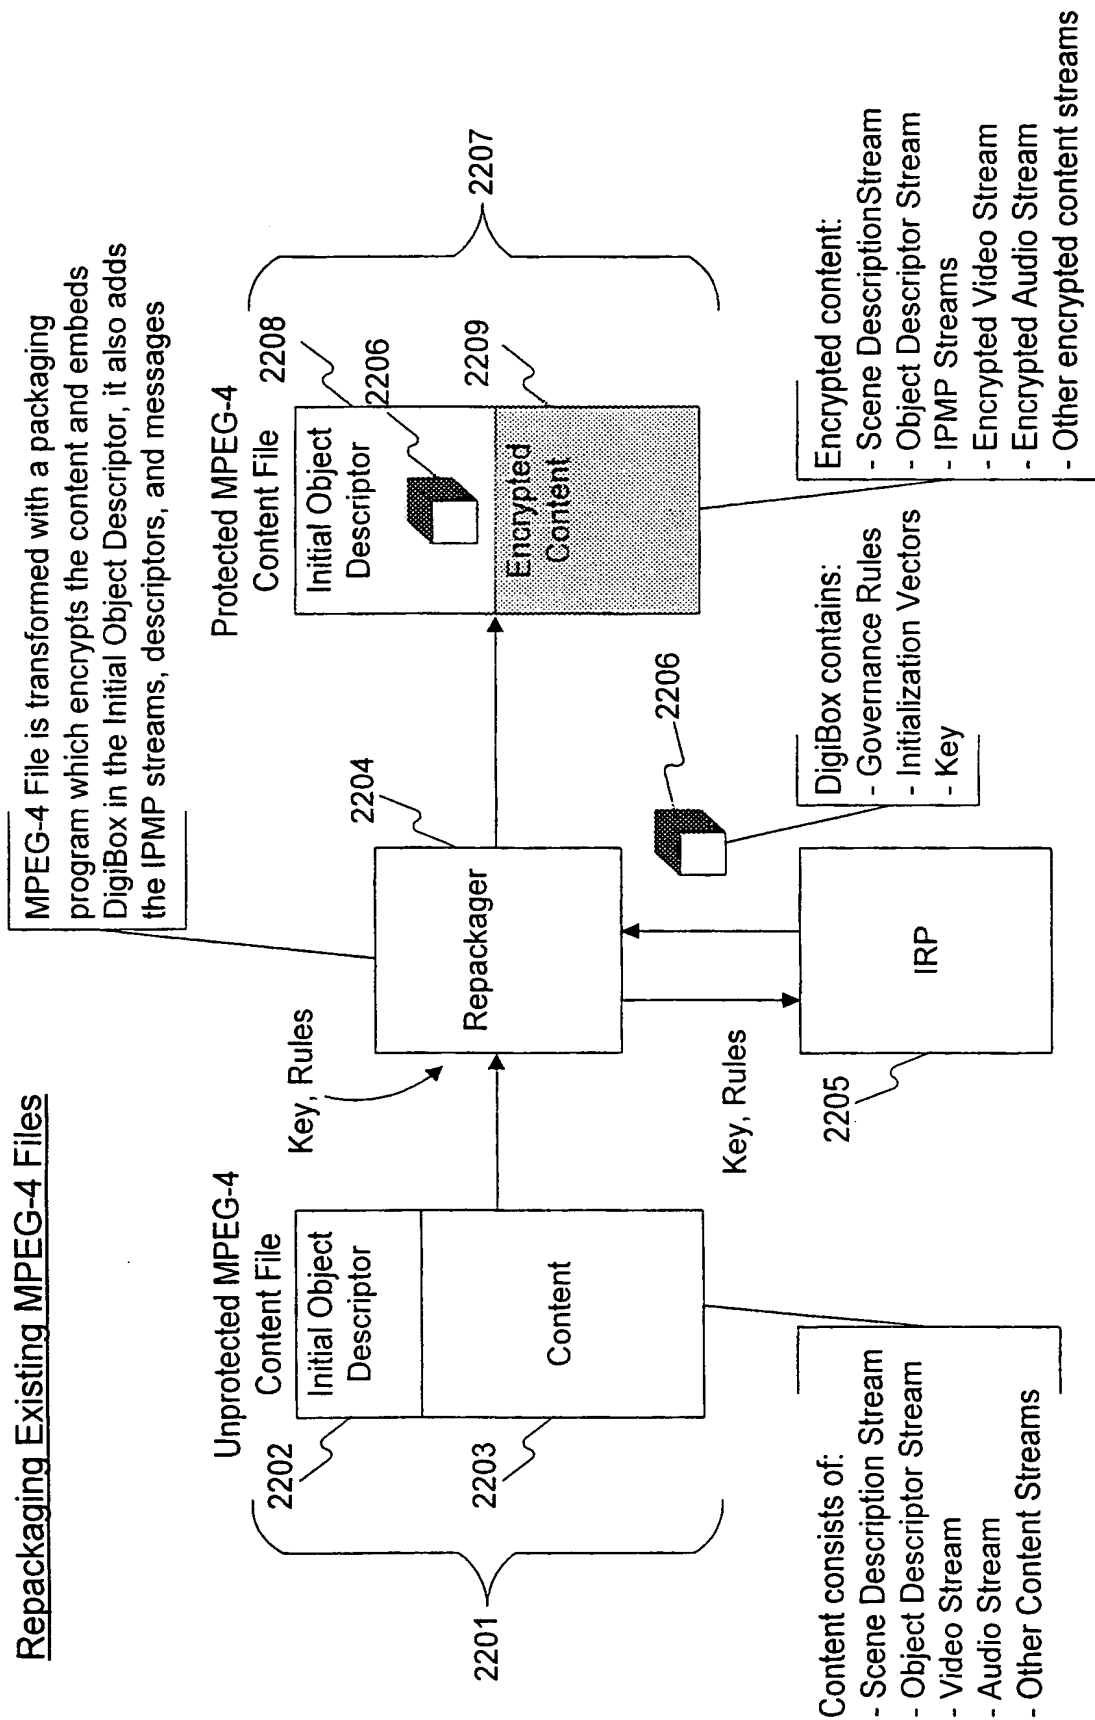 Repackaging Existing MPEG-4 Files
MPEG-4 File is transformed with a packaging
program which encrypts the content and embeds
DigiBox in the Initial Object Descriptor, it also adds
the IPMP streams, descriptors, and messages
Unprotected MPEG-4
Content File
2202
Initial Object
Descriptor
2203
Content
2201
Content consists of:
- Scene Description Stream
- Object Descriptor Stream
- Video Stream
- Audio Stream
- Other Content Streams
Key, Rules
2204
Repackager
Key, Rules
2205
IRP
2206
DigiBox contains:
- Governance Rules
- Initialization Vectors
- Key
Protected MPEG-4
Content File
2208
Initial Object
Descriptor
2206
2209
Encrypted
Content
2207
Encrypted content:
- Scene DescriptionStream
- Object Descriptor Stream
- IPMP Streams
- Encrypted Video Stream
- Encrypted Audio Stream
- Other encrypted content streams